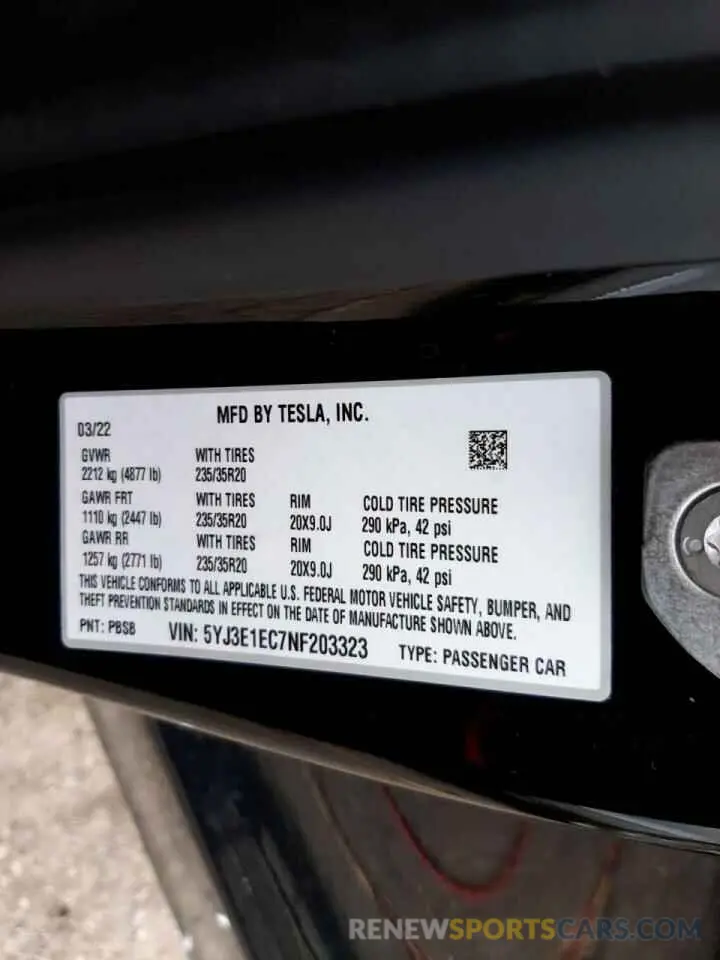 MFD BY TESLA, INC.
03/22
GVWR WITH TIRES
2212 kg (4877 lb) 235/35R20
GAWR FRT WITH TIRES RIM COLD TIRE PRESSURE
1110 kg (2447 lb) 235/35R20 20X9.0J 290 kPa, 42 psi
GAWR RR WITH TIRES RIM COLD TIRE PRESSURE
1257 kg (2771 lb) 235/35R20 20X9.0J 290 kPa, 42 psi
THIS VEHICLE CONFORMS TO ALL APPLICABLE U.S. FEDERAL MOTOR VEHICLE SAFETY, BUMPER, AND
THEFT PREVENTION STANDARDS IN EFFECT ON THE DATE OF MANUFACTURE SHOWN ABOVE.
PNT: PBSB VIN: 5YJ3E1EC7NF203323 TYPE: PASSENGER CAR
RENEWSPORTSCARS.COM